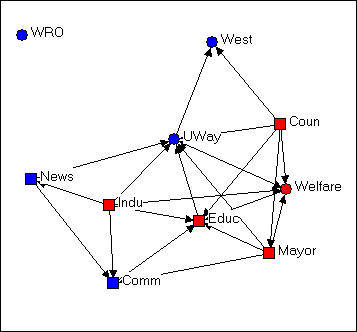 WRO
West
Coun
UWay
News
Welfare
Indu
Educ
Mayor
Comm